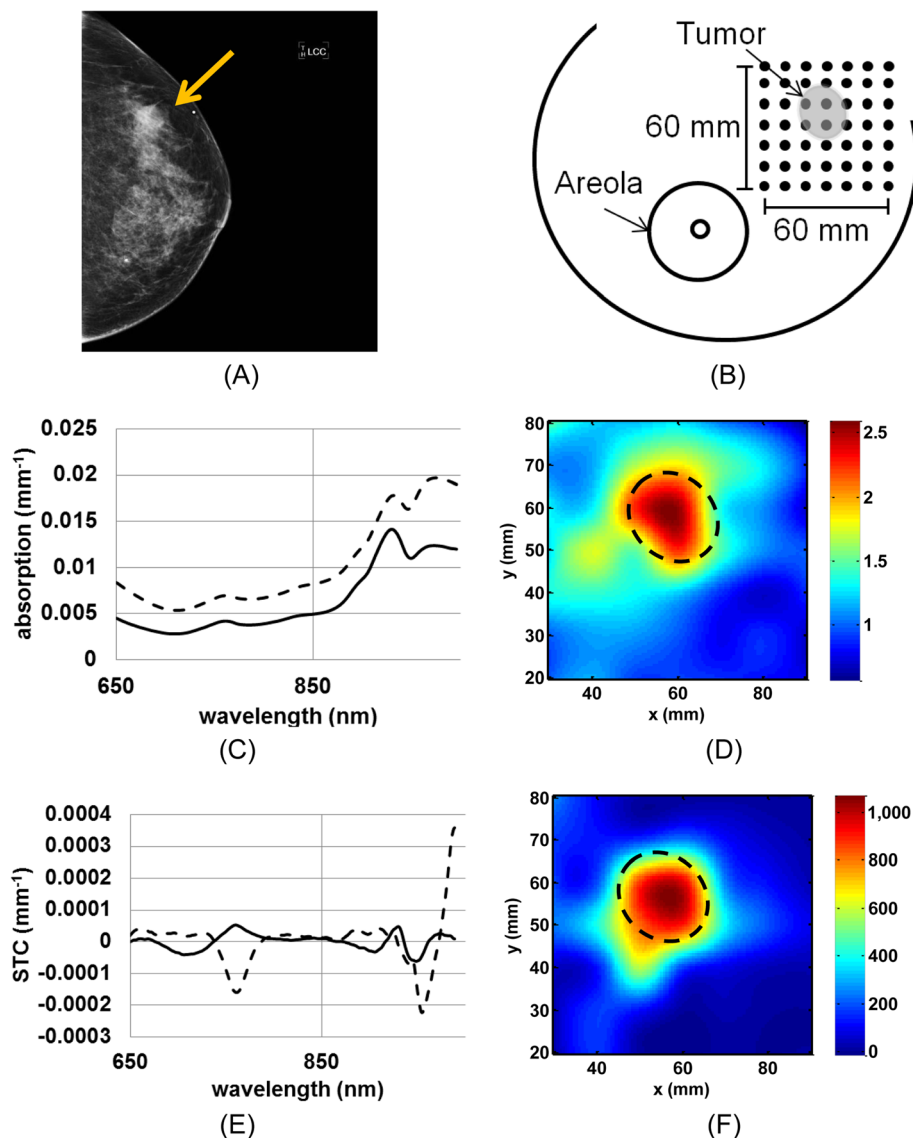 T
H LCC
(A)
Tumor
60 mm
Areola
60 mm
(B)
0.025
0.02
0.015
0.01
0.005
0
absorption (mm⁻¹)
650
850
wavelength (nm)
(C)
80
70
60
50
40
30
20
y (mm)
40
60
80
x (mm)
2.5
2
1.5
1
(D)
0.0004
0.0003
0.0002
0.0001
0
-0.0001
-0.0002
-0.0003
STC (mm⁻¹)
650
850
wavelength (nm)
(E)
80
70
60
50
40
30
20
y (mm)
40
60
80
x (mm)
1,000
800
600
400
200
0
(F)